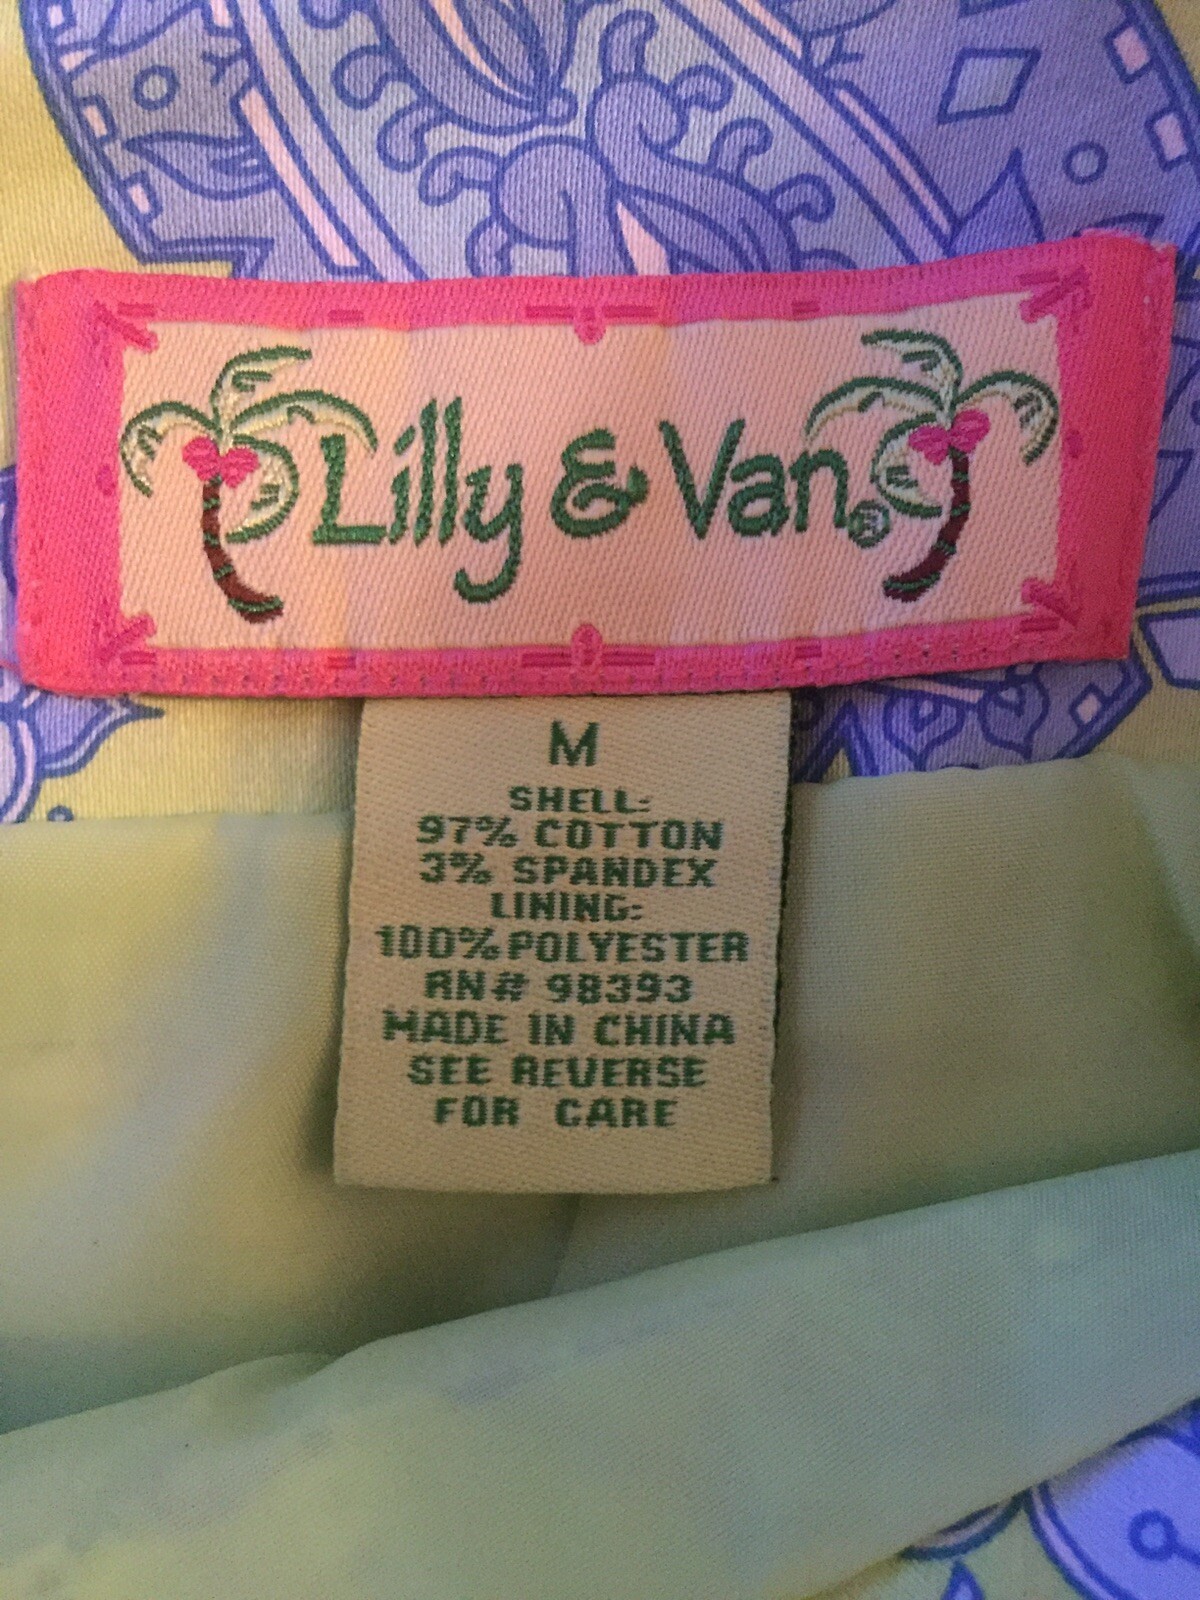 Lilly & Van®
M
SHELL:
97% COTTON
3% SPANDEX
LINING:
100% POLYESTER
RN# 98393
MADE IN CHINA
SEE REVERSE
FOR CARE